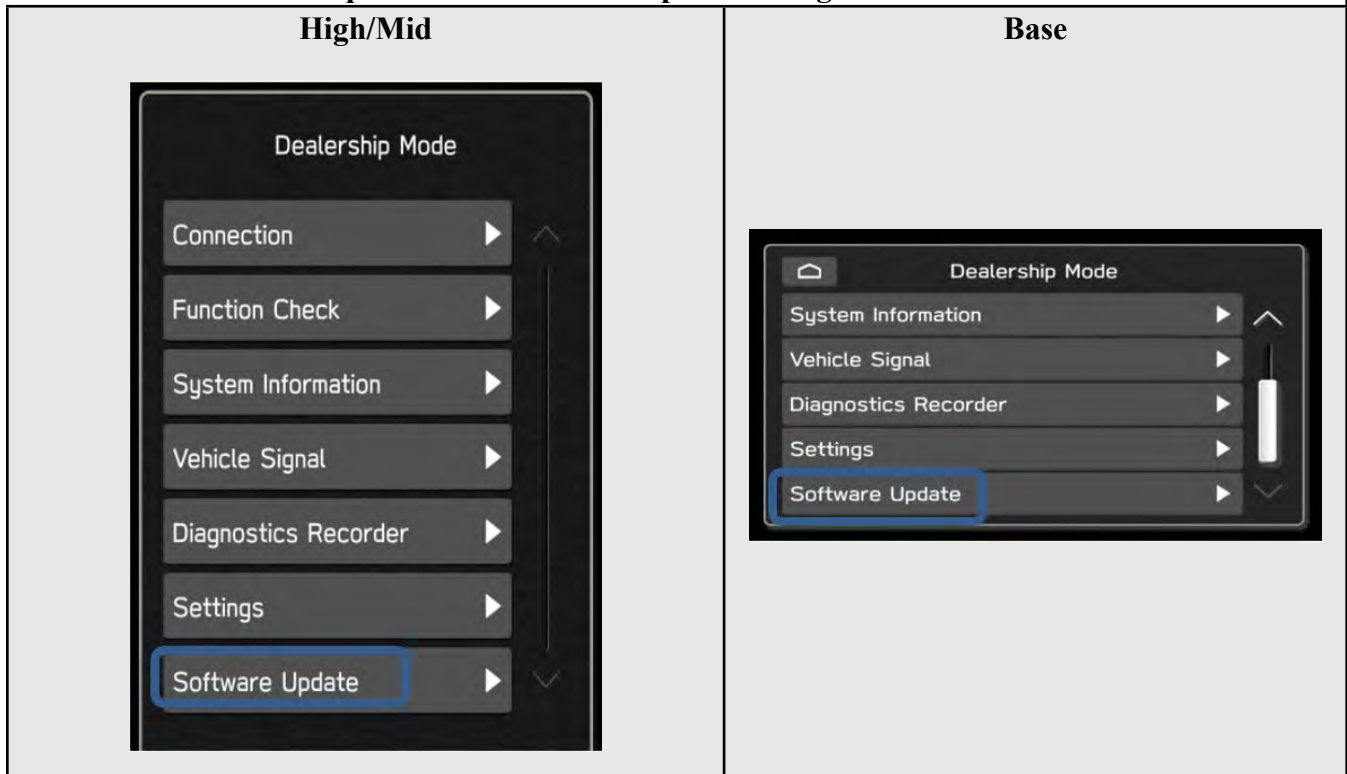 High/Mid
Base
Dealership Mode
Connection
Function Check
System Information
Vehicle Signal
Diagnostics Recorder
Settings
Software Update
Dealership Mode
System Information
Vehicle Signal
Diagnostics Recorder
Settings
Software Update